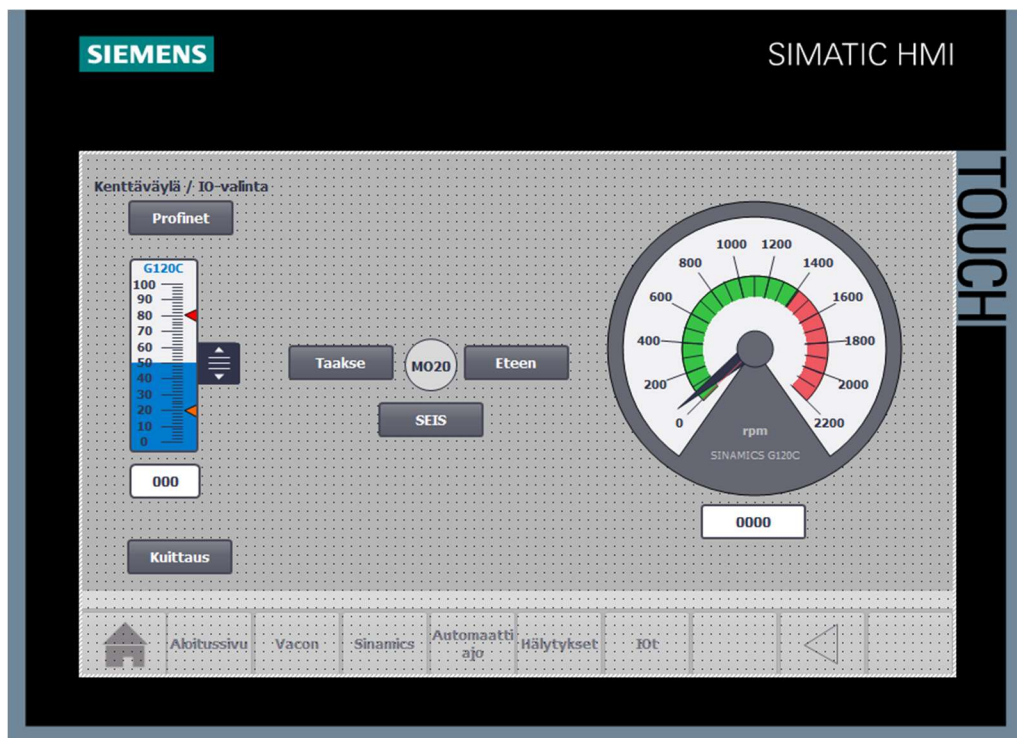 SIEMENS
SIMATIC HMI
TOUCH
Kenttäväylä / IO-valinta
Profinet
G120C
100
90
80
70
60
50
40
30
20
10
0
000
Kuittaus
Taakse
MO20
Eteen
SEIS
0
200
400
600
800
1000
1200
1400
1600
1800
2000
2200
rpm
SINAMICS G120C
0000
Aloitussivu
Vacon
Sinamics
Automaatti
ajo
Hälytykset
IOt